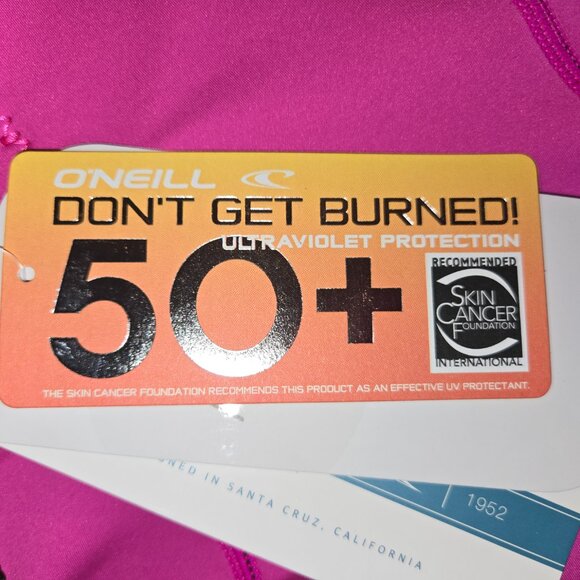 O'NEILL
DON'T GET BURNED!
ULTRAVIOLET PROTECTION
50+
RECOMMENDED
SKIN
CANCER
FOUNDATION
INTERNATIONAL
THE SKIN CANCER FOUNDATION RECOMMENDS THIS PRODUCT AS AN EFFECTIVE UV PROTECTANT.
IN SANTA CRUZ, CALIFORNIA
1952